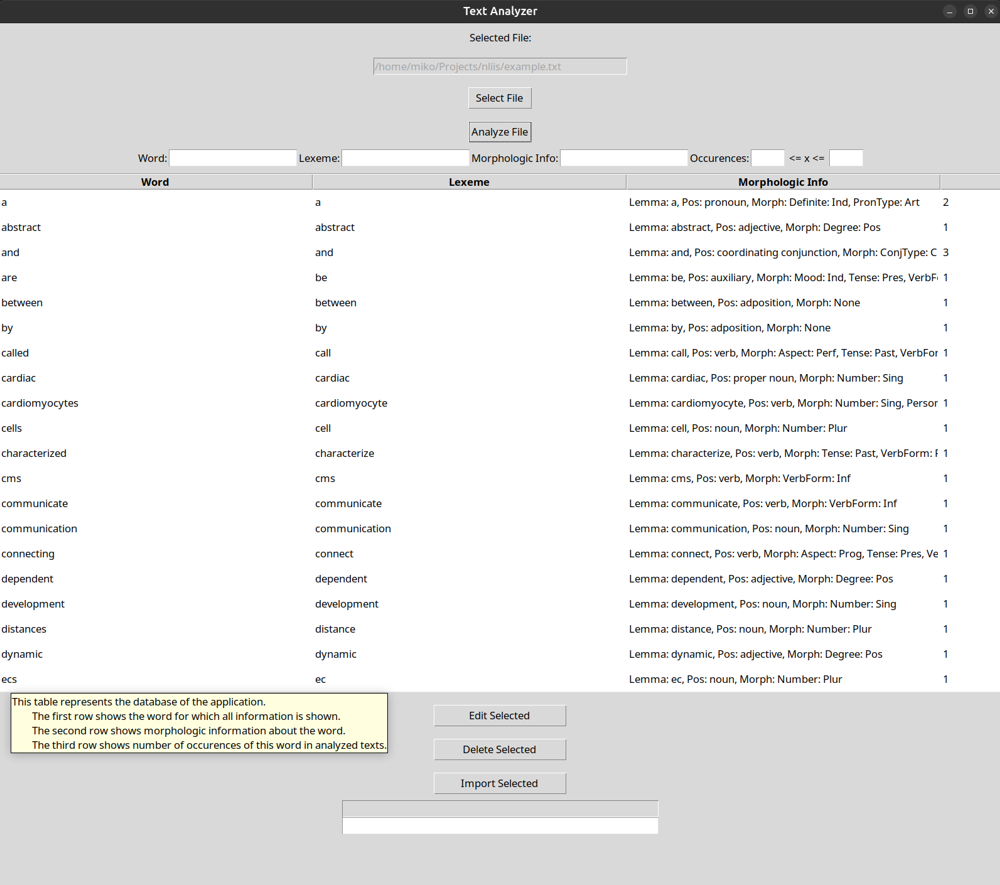 Text Analyzer
Selected File:
/home/miko/Projects/nliis/example.txt
Select File
Analyze File
Word: Lexeme: Morphologic Info: Occurences: <= x <=
Word Lexeme Morphologic Info
a a Lemma: a, Pos: pronoun, Morph: Definite: Ind, PronType: Art 2
abstract abstract Lemma: abstract, Pos: adjective, Morph: Degree: Pos 1
and and Lemma: and, Pos: coordinating conjunction, Morph: ConjType: C 3
are be Lemma: be, Pos: auxiliary, Morph: Mood: Ind, Tense: Pres, VerbF 1
between between Lemma: between, Pos: adposition, Morph: None 1
by by Lemma: by, Pos: adposition, Morph: None 1
called call Lemma: call, Pos: verb, Morph: Aspect: Perf, Tense: Past, VerbFor 1
cardiac cardiac Lemma: cardiac, Pos: proper noun, Morph: Number: Sing 1
cardiomyocytes cardiomyocyte Lemma: cardiomyocyte, Pos: verb, Morph: Number: Sing, Person 1
cells cell Lemma: cell, Pos: noun, Morph: Number: Plur 1
characterized characterize Lemma: characterize, Pos: verb, Morph: Tense: Past, VerbForm: 1
cms cms Lemma: cms, Pos: verb, Morph: VerbForm: Inf 1
communicate communicate Lemma: communicate, Pos: verb, Morph: VerbForm: Inf 1
communication communication Lemma: communication, Pos: noun, Morph: Number: Sing 1
connecting connect Lemma: connect, Pos: verb, Morph: Aspect: Prog, Tense: Pres, Ve 1
dependent dependent Lemma: dependent, Pos: adjective, Morph: Degree: Pos 1
development development Lemma: development, Pos: noun, Morph: Number: Sing 1
distances distance Lemma: distance, Pos: noun, Morph: Number: Plur 1
dynamic dynamic Lemma: dynamic, Pos: adjective, Morph: Degree: Pos 1
ecs ec Lemma: ec, Pos: noun, Morph: Number: Plur 1
This table represents the database of the application.
The first row shows the word for which all information is shown.
The second row shows morphologic information about the word.
The third row shows number of occurences of this word in analyzed texts.
Edit Selected
Delete Selected
Import Selected